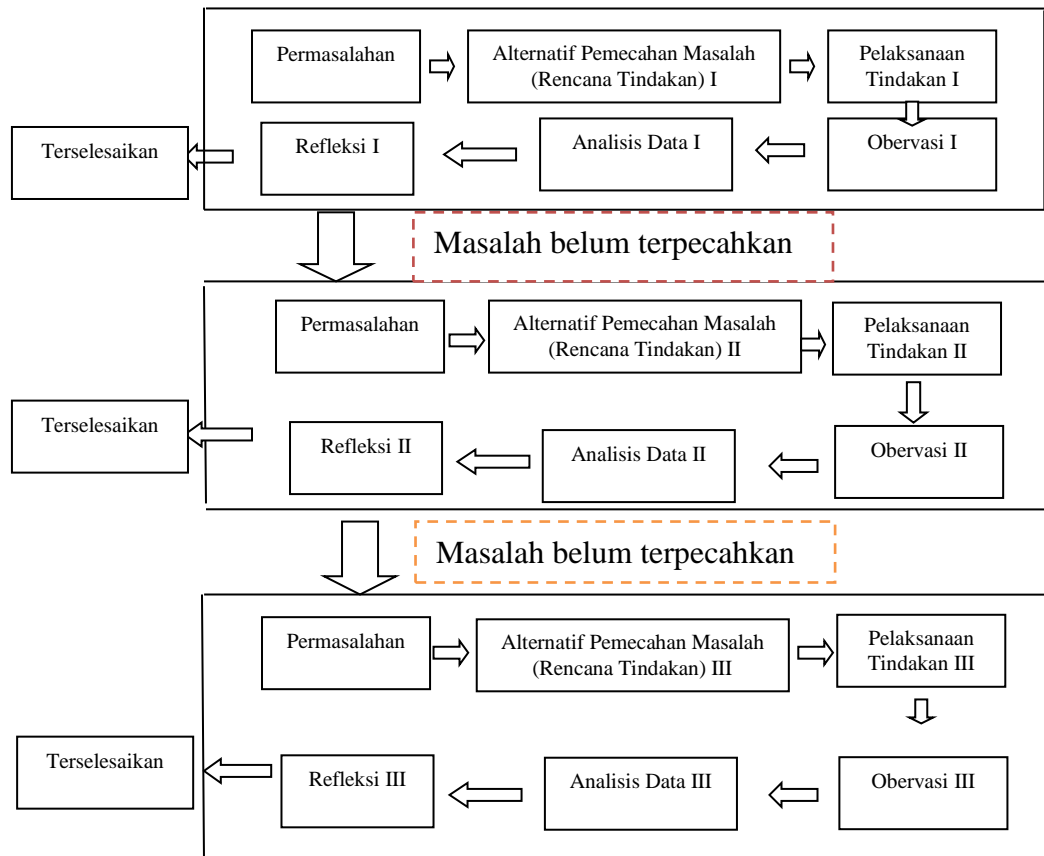 Permasalahan
Alternatif Pemecahan Masalah
(Rencana Tindakan) I
Pelaksanaan
Tindakan I
Terselesaikan
Refleksi I
Analisis Data I
Obervasi I
Masalah belum terpecahkan
Permasalahan
Alternatif Pemecahan Masalah
(Rencana Tindakan) II
Pelaksanaan
Tindakan II
Terselesaikan
Refleksi II
Analisis Data II
Obervasi II
Masalah belum terpecahkan
Permasalahan
Alternatif Pemecahan Masalah
(Rencana Tindakan) III
Pelaksanaan
Tindakan III
Terselesaikan
Refleksi III
Analisis Data III
Obervasi III